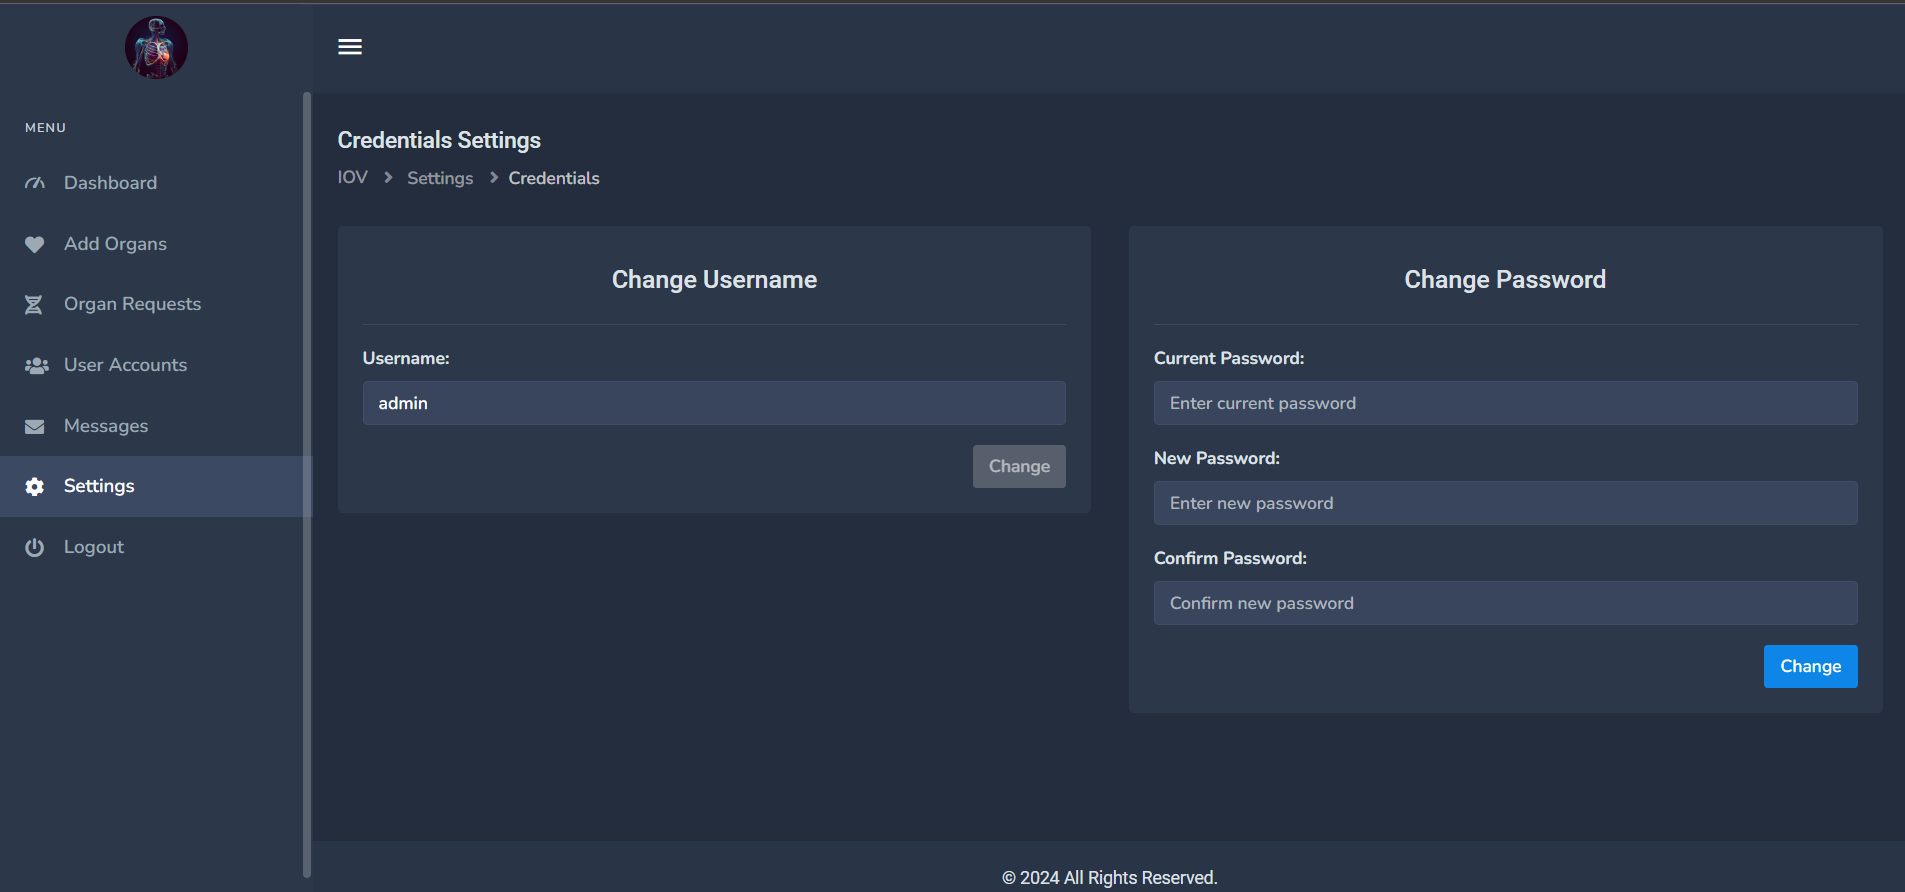 MENU
Dashboard
Add Organs
Organ Requests
User Accounts
Messages
Settings
Logout
Credentials Settings
IOV > Settings > Credentials
Change Username
Username:
admin
Change
Change Password
Current Password:
Enter current password
New Password:
Enter new password
Confirm Password:
Confirm new password
Change
© 2024 All Rights Reserved.